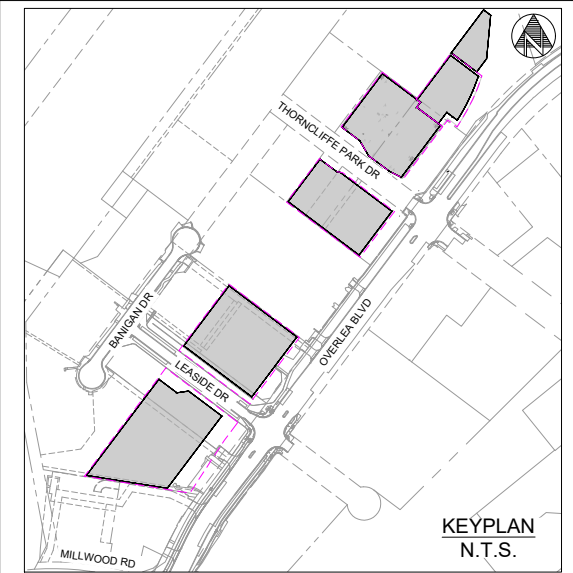 N
THORNCLIFFE PARK DR
OVERLEA BLVD
BANIGAN DR
LEASIDE DR
MILLWOOD RD
KEYPLAN
N.T.S.